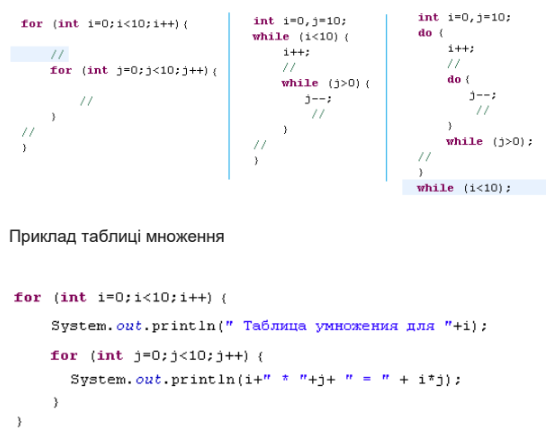 for (int i=0;i<10;i++){
//
for (int j=0;j<10;j++){
//
}
//
}
int i=0,j=10;
while (i<10){
i++;
//
while (j>0){
j--;
//
}
//
}
int i=0,j=10;
do {
i++;
//
do{
j--;
//
}
while (j>0);
//
}
while (i<10);
Приклад таблиці множення
for (int i=0;i<10;i++) {
System.out.println(" Таблица умножения для "+i);
for (int j=0;j<10;j++) {
System.out.println(i+" * "+j+ " = " + i*j);
}
}